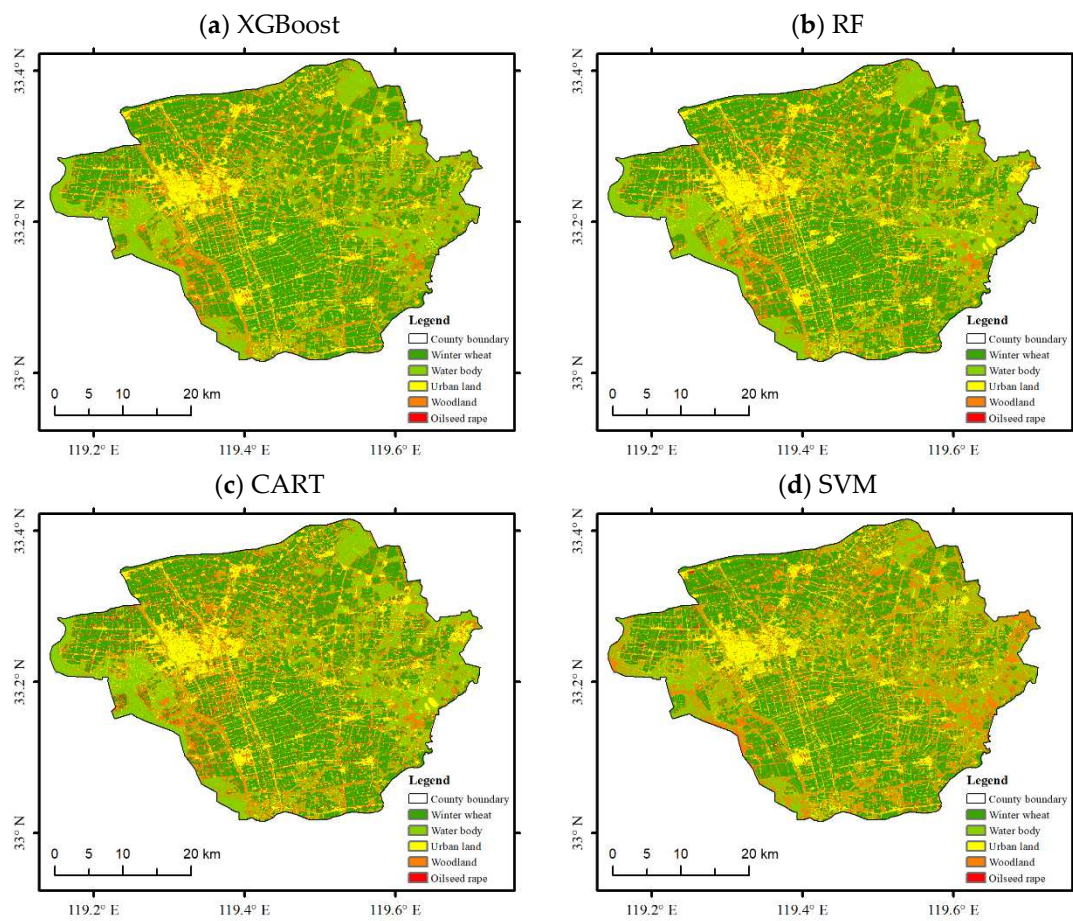 (a) XGBoost
(b) RF
33.4° N
33.2° N
33° N
Legend
County boundary
Winter wheat
Water body
Urban land
Woodland
Oilseed rape
0 5 10 20 km
119.2° E 119.4° E 119.6° E
33.4° N
33.2° N
33° N
Legend
County boundary
Winter wheat
Water body
Urban land
Woodland
Oilseed rape
0 5 10 20 km
119.2° E 119.4° E 119.6° E
(c) CART
(d) SVM
33.4° N
33.2° N
33° N
Legend
County boundary
Winter wheat
Water body
Urban land
Woodland
Oilseed rape
0 5 10 20 km
119.2° E 119.4° E 119.6° E
33.4° N
33.2° N
33° N
Legend
County boundary
Winter wheat
Water body
Urban land
Woodland
Oilseed rape
0 5 10 20 km
119.2° E 119.4° E 119.6° E